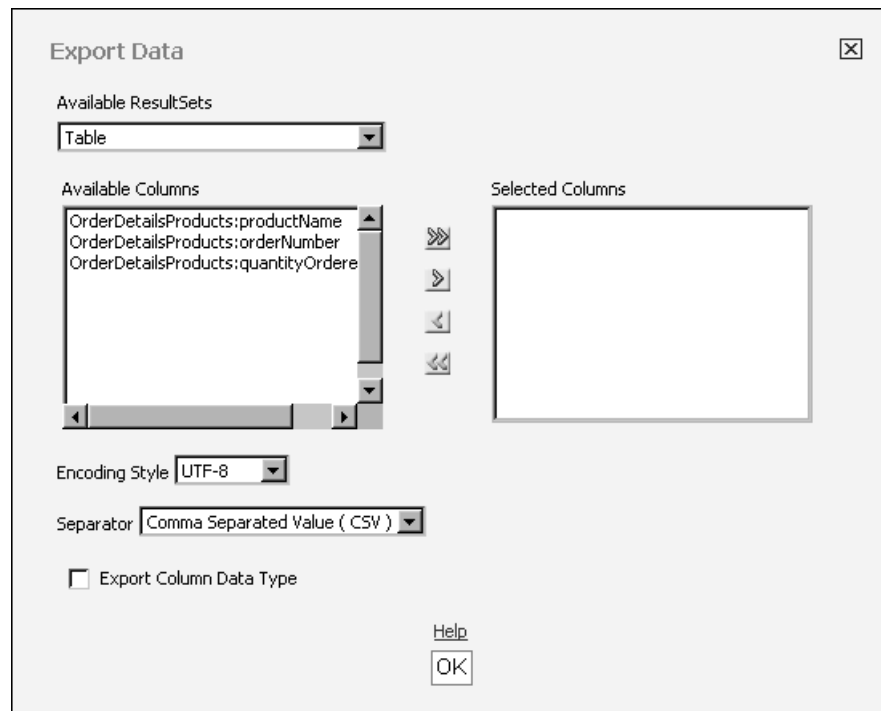 Export Data
Available ResultSets
Table
Available Columns
Selected Columns
OrderDetailsProducts:productName
OrderDetailsProducts:orderNumber
OrderDetailsProducts:quantityOrdere
Encoding Style UTF-8
Separator Comma Separated Value ( CSV )
Export Column Data Type
Help
OK